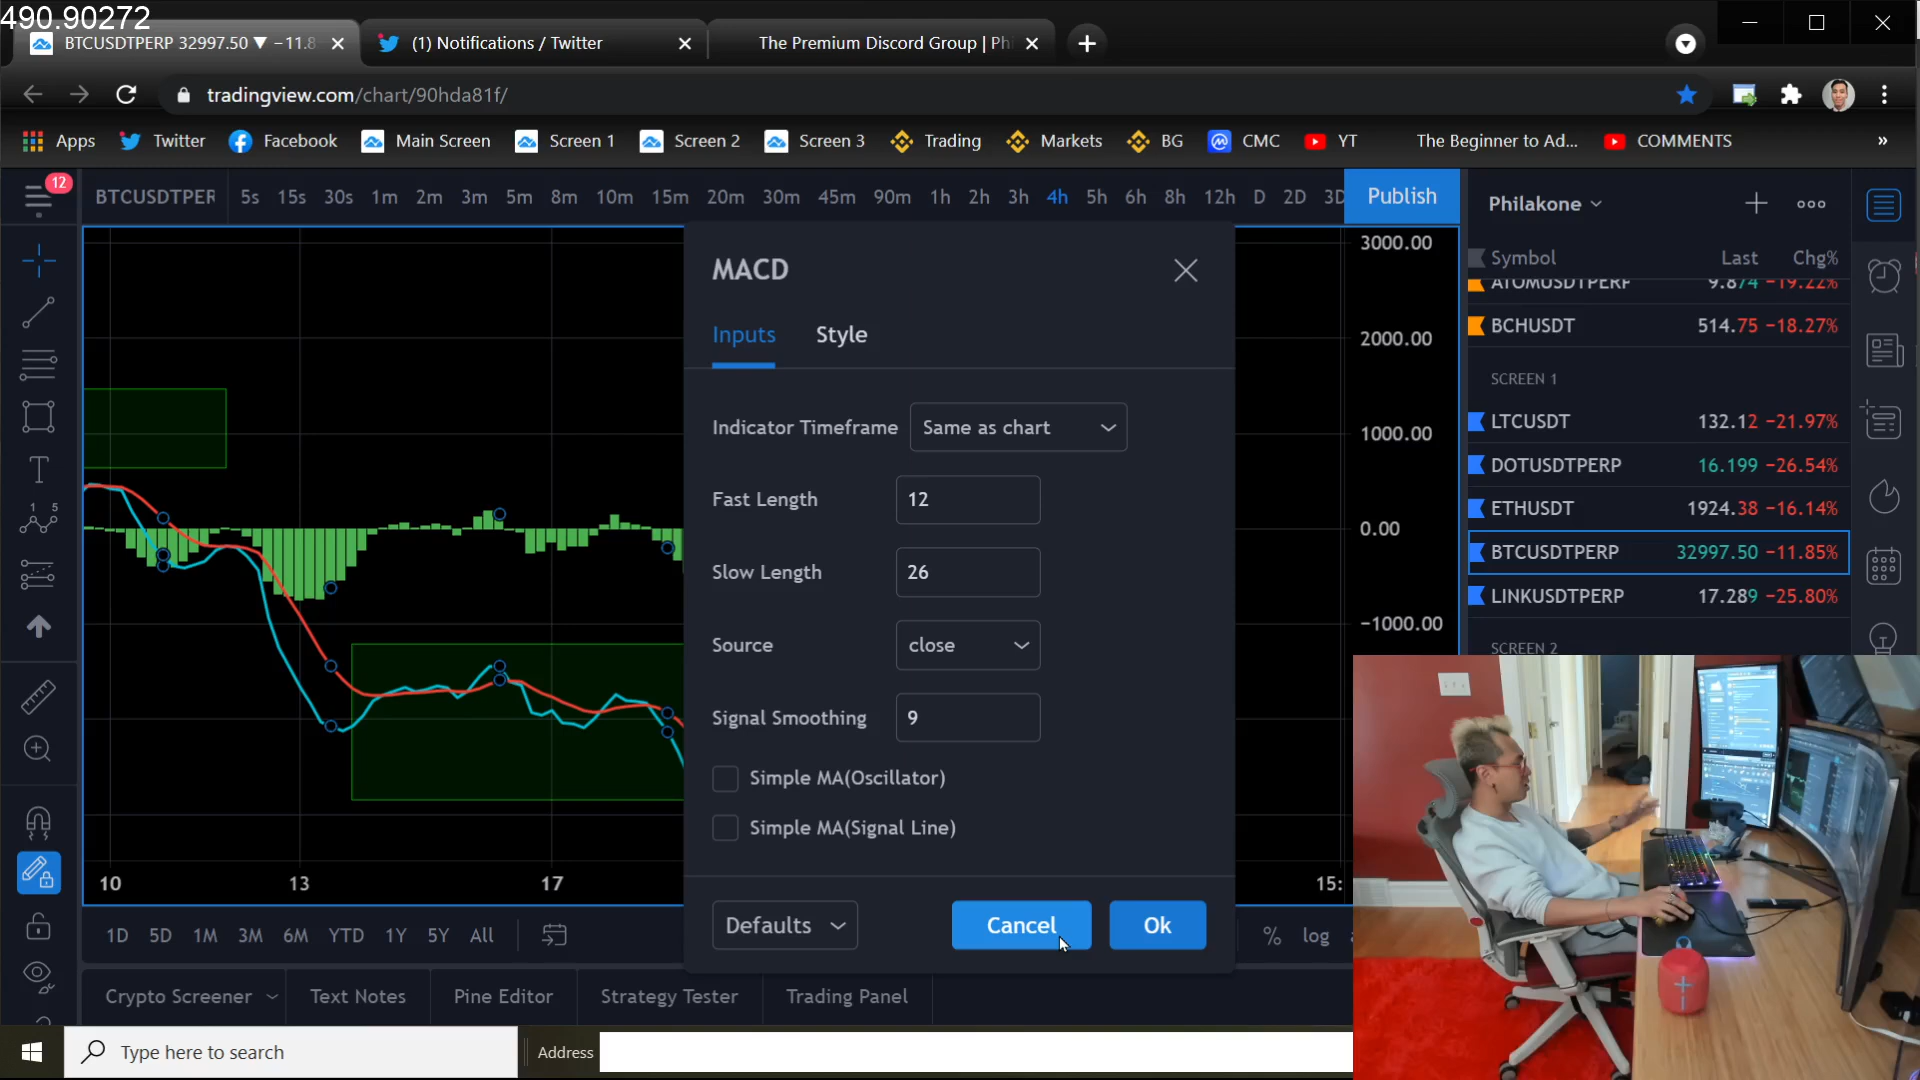 490.90272
BTCUSDTPERP 32997.50 ▼ −11.8
(1) Notifications / Twitter
The Premium Discord Group | Phi
tradingview.com/chart/90hda81f/
Apps
Twitter
Facebook
Main Screen
Screen 1
Screen 2
Screen 3
Trading
Markets
BG
CMC
YT
The Beginner to Ad...
COMMENTS
»
12
BTCUSDTPER
5s 15s 30s 1m 2m 3m 5m 8m 10m 15m 20m 30m 45m 90m 1h 2h 3h 4h 5h 6h 8h 12h D 2D 3D
Publish
Philakone
Symbol Last Chg%
ATOMUSDTPERP 9.874 −19.22%
BCHUSDT 514.75 −18.27%
SCREEN 1
LTCUSDT 132.12 −21.97%
DOTUSDTPERP 16.199 −26.54%
ETHUSDT 1924.38 −16.14%
BTCUSDTPERP 32997.50 −11.85%
LINKUSDTPERP 17.289 −25.80%
SCREEN 2
3000.00
2000.00
1000.00
0.00
−1000.00
MACD
Inputs Style
Indicator Timeframe Same as chart
Fast Length 12
Slow Length 26
Source close
Signal Smoothing 9
Simple MA(Oscillator)
Simple MA(Signal Line)
Defaults
Cancel
Ok
T
1 5
10 13 17 15:
1D 5D 1M 3M 6M YTD 1Y 5Y All
% log
Crypto Screener
Text Notes
Pine Editor
Strategy Tester
Trading Panel
Type here to search
Address